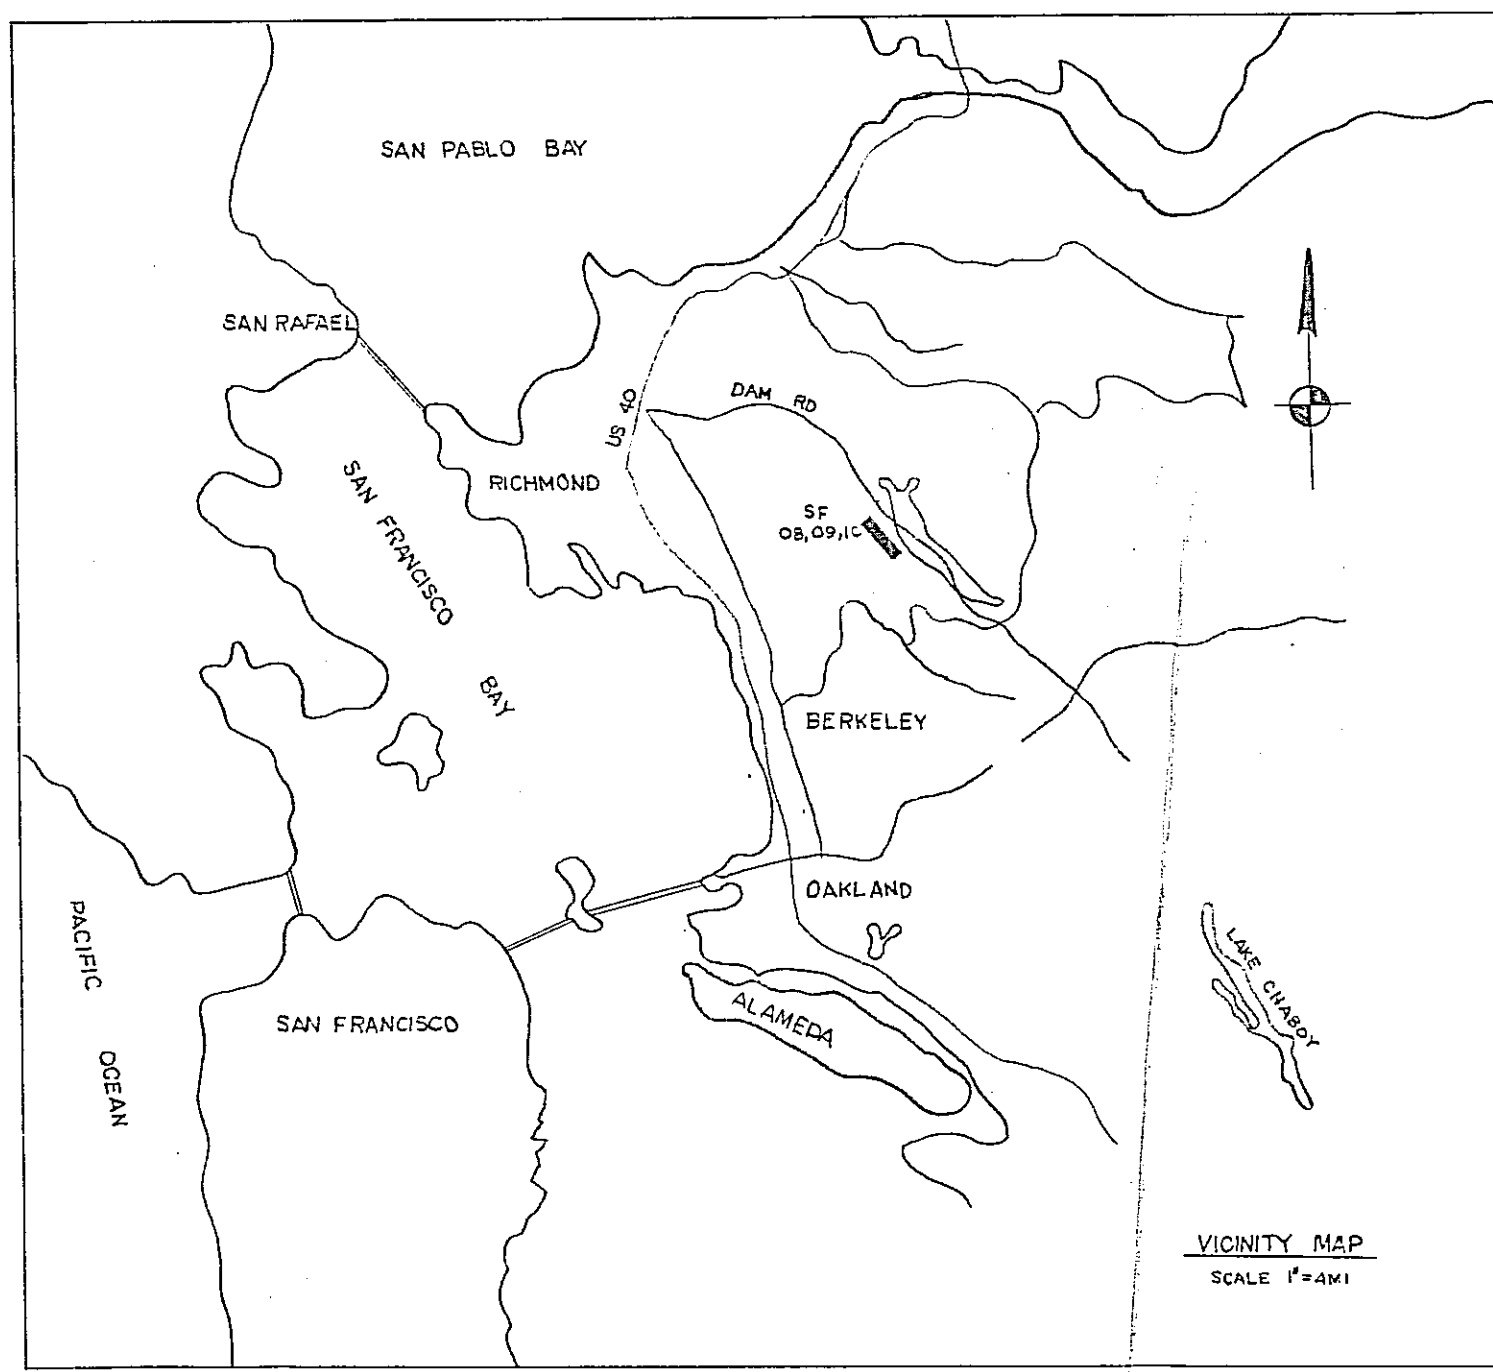 SAN PABLO BAY
SAN RAFAEL
US 40
DAM RD
RICHMOND
SAN FRANCISCO BAY
SF
08,09,1C
BERKELEY
OAKLAND
PACIFIC OCEAN
SAN FRANCISCO
ALAMEDA
LAKE CHABOY
VICINITY MAP
SCALE 1"=4MI